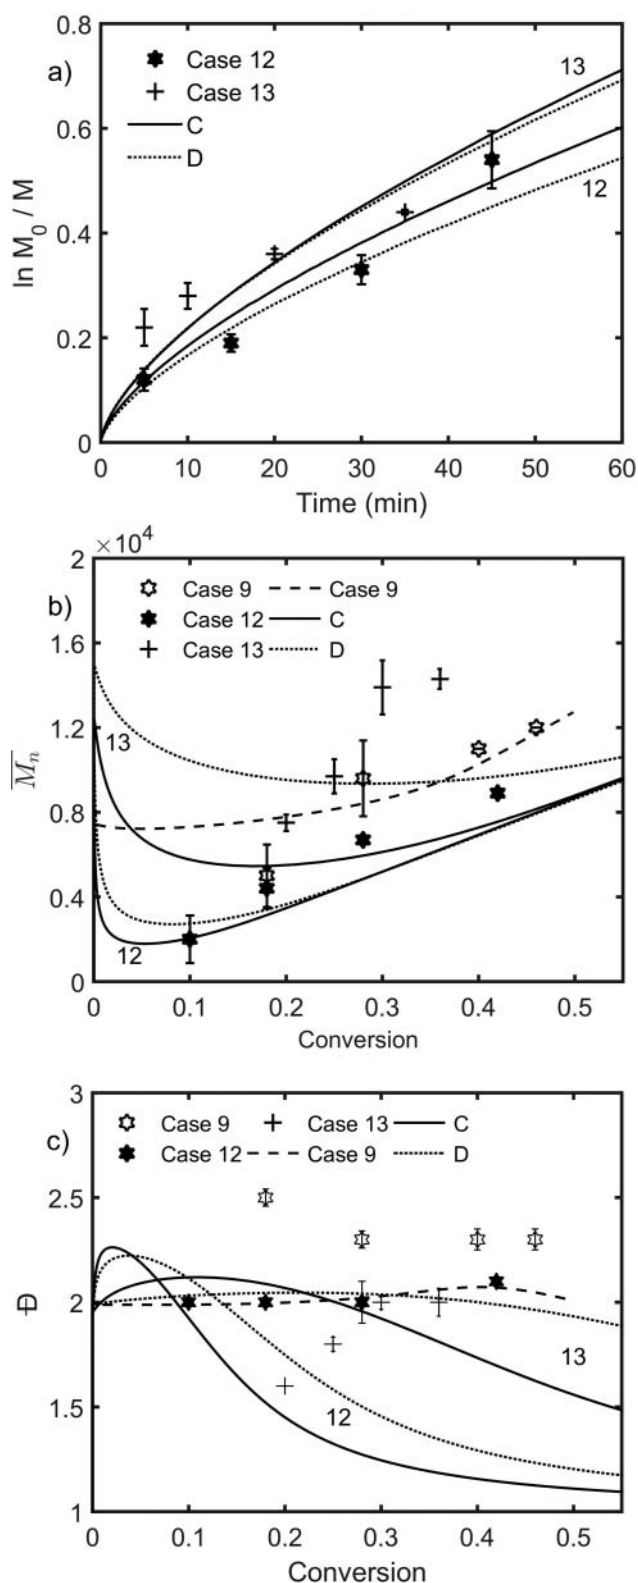 a)
Case 12
Case 13
C
D
13
12
ln M0 / M
0.8
0.6
0.4
0.2
0
0 10 20 30 40 50 60
Time (min)
×10^4
b)
Case 9 Case 9
Case 12 C
Case 13 D
13
12
Mn
2
1.6
1.2
0.8
0.4
0
0 0.1 0.2 0.3 0.4 0.5
Conversion
c)
Case 9 Case 13 C
Case 12 Case 9 D
13
12
Đ
3
2.5
2
1.5
1
0 0.1 0.2 0.3 0.4 0.5
Conversion